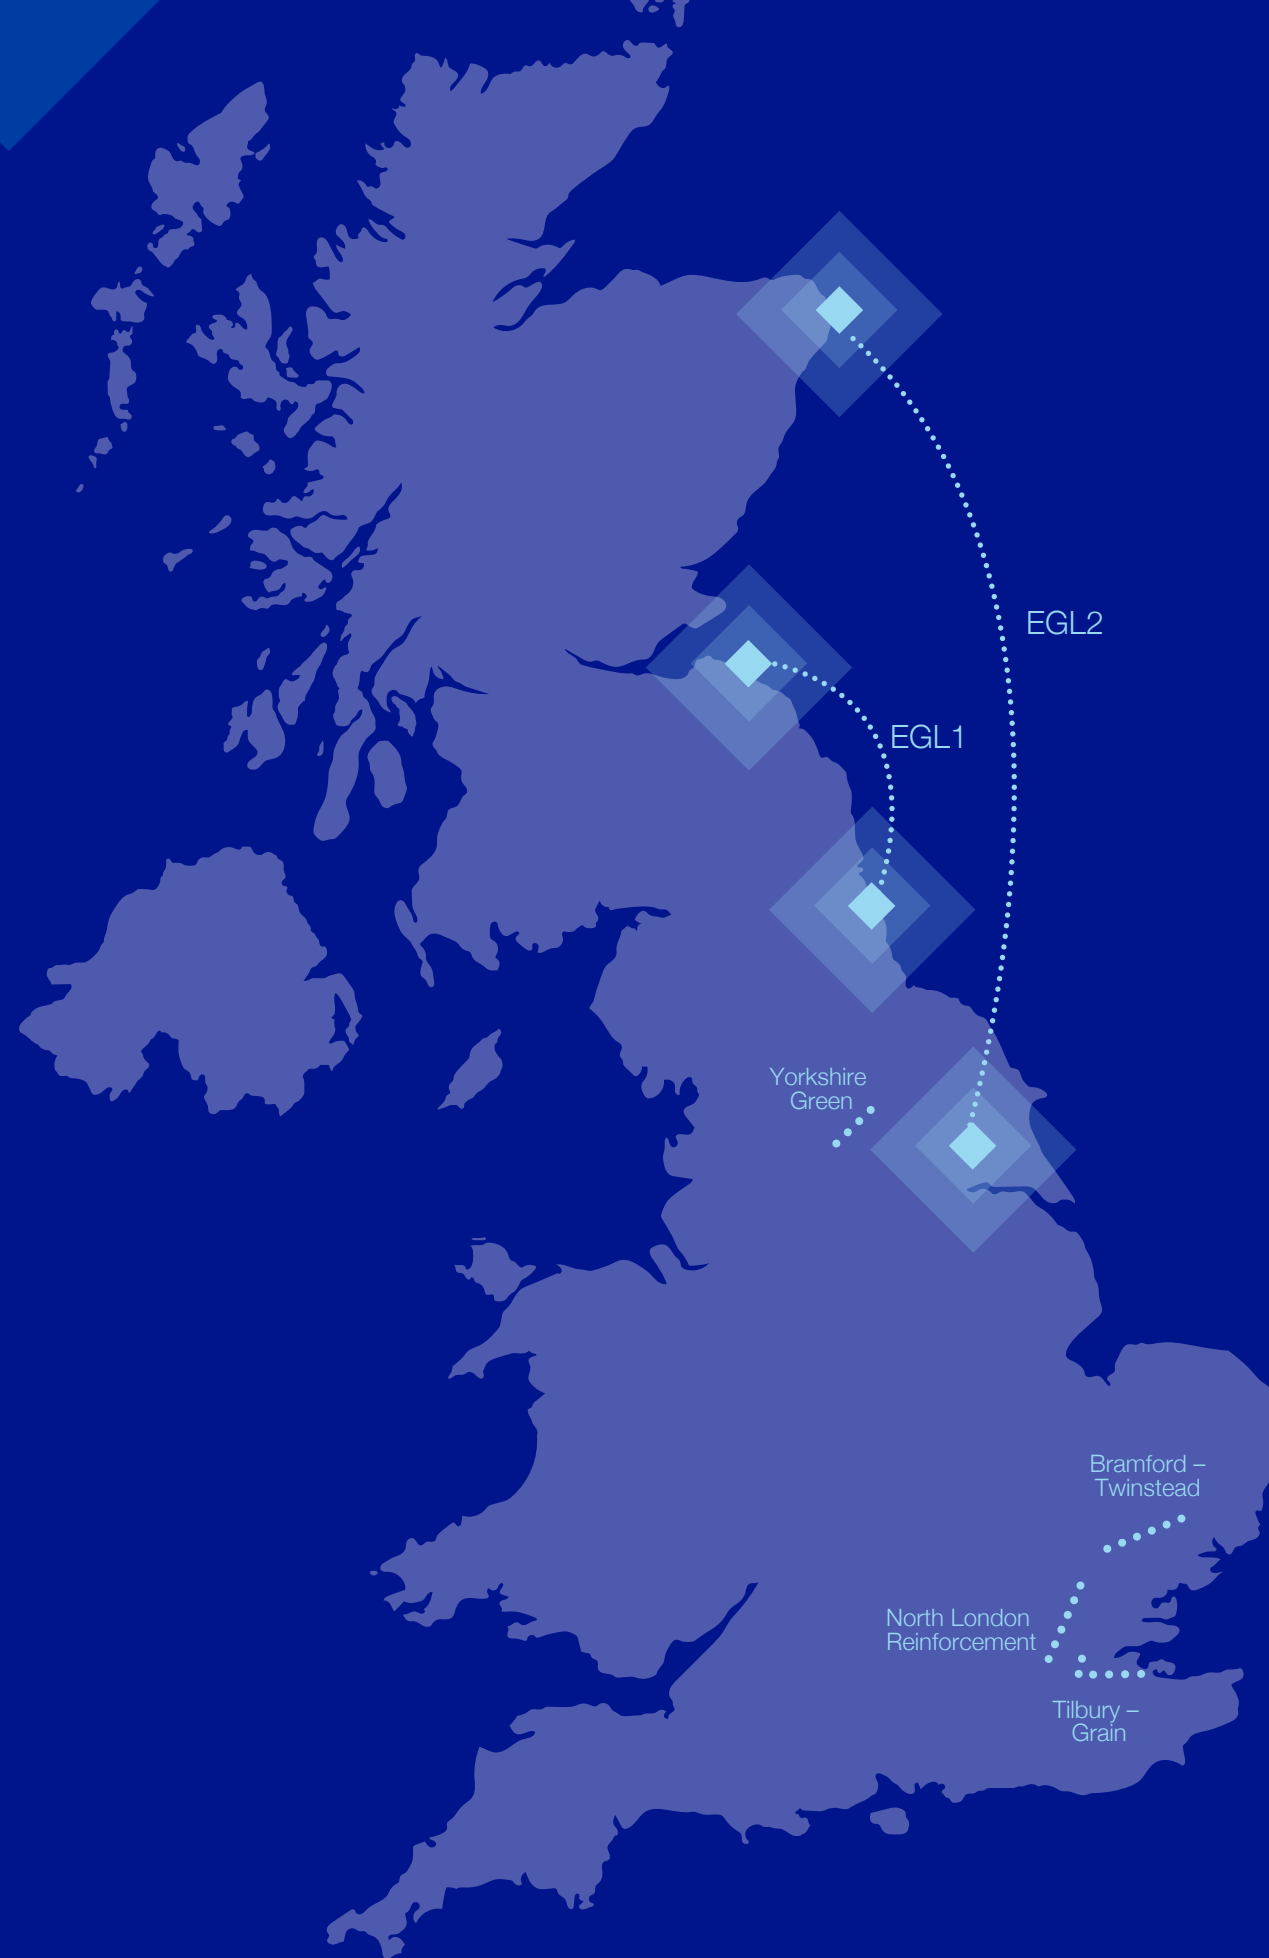 EGL2
EGL1
Yorkshire
Green
Bramford –
Twinstead
North London
Reinforcement
Tilbury –
Grain